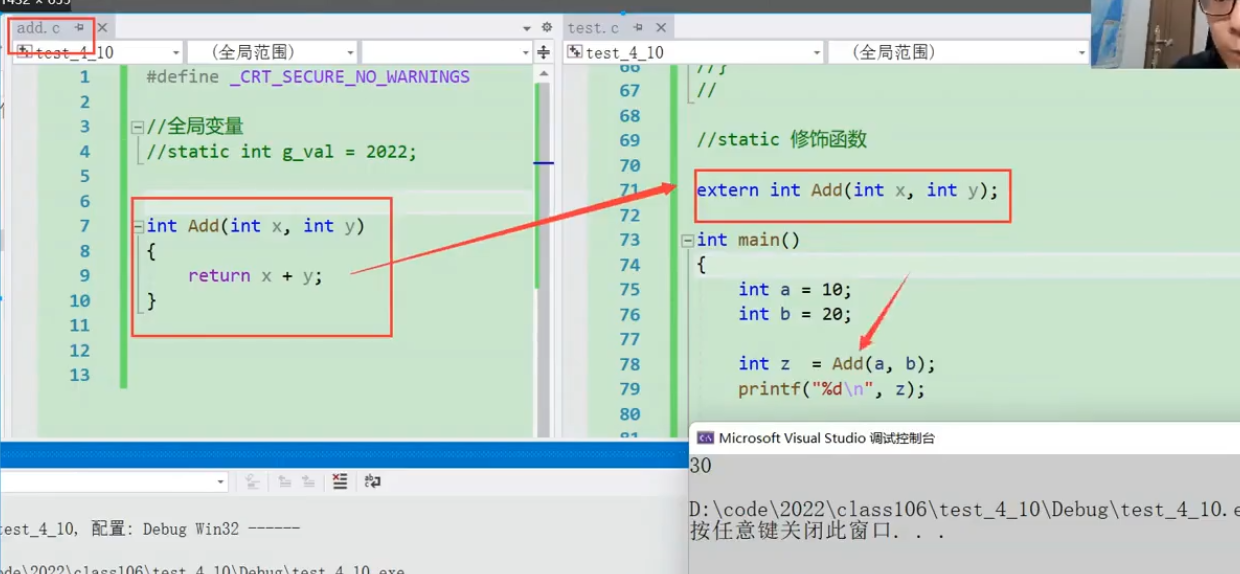 add.c
test_4_10
(全局范围)
1 #define _CRT_SECURE_NO_WARNINGS
2
3 //全局变量
4 //static int g_val = 2022;
5
6
7 int Add(int x, int y)
8 {
9 return x + y;
10 }
11
12
13
test.c
test_4_10
(全局范围)
66 //}
67 //
68
69 //static 修饰函数
70
71 extern int Add(int x, int y);
72
73 int main()
74 {
75 int a = 10;
76 int b = 20;
77
78 int z = Add(a, b);
79 printf("%d\n", z);
80
81
test_4_10, 配置: Debug Win32 ------
\2022\class106\test_4_10\Debug\test_4_10.exe
Microsoft Visual Studio 调试控制台
30
D:\code\2022\class106\test_4_10\Debug\test_4_10.e
按任意键关闭此窗口. . .